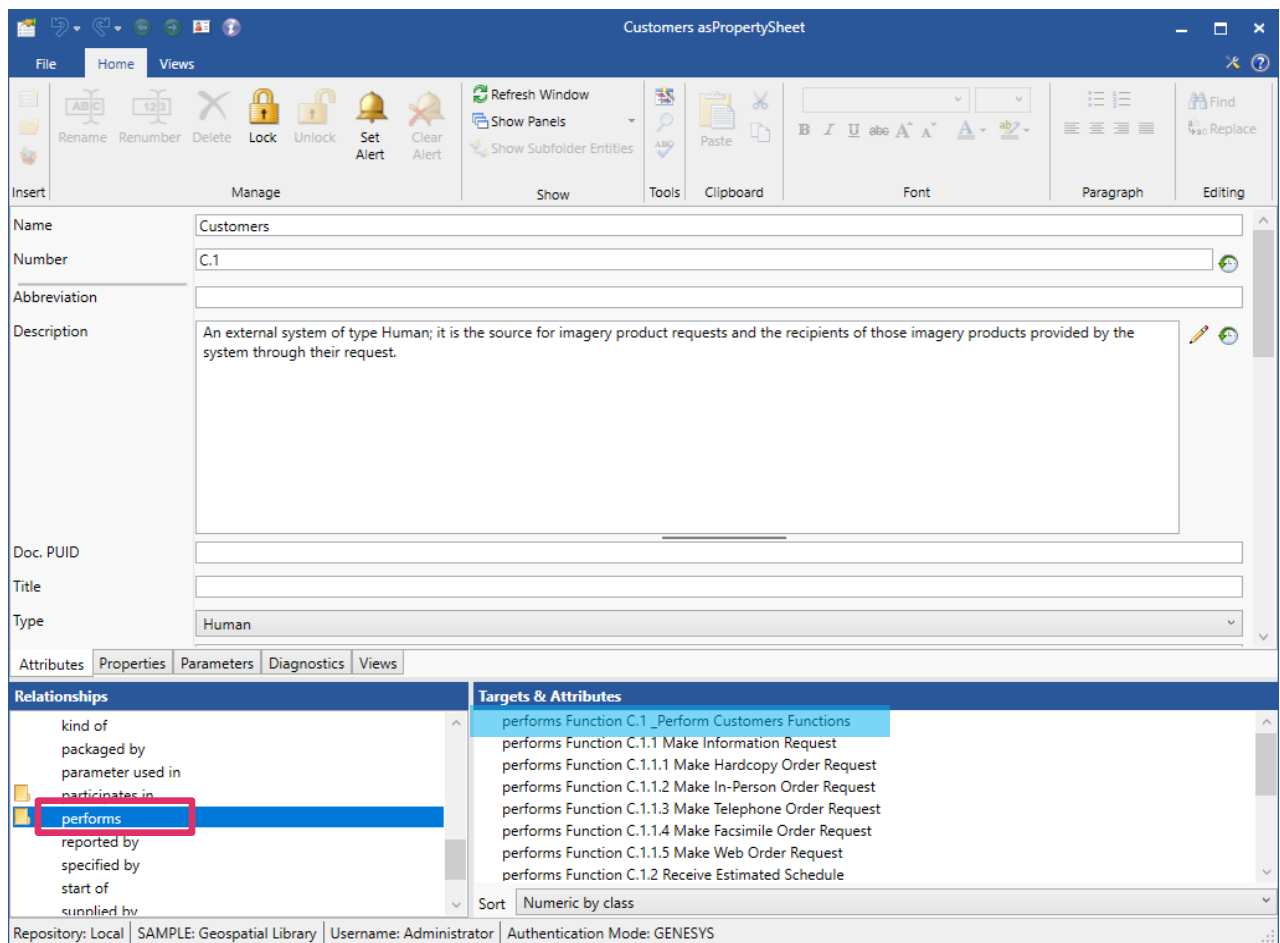 Customers asPropertySheet
File Home Views
Rename Renumber Delete Lock Unlock Set Alert Clear Alert
Refresh Window
Show Panels
Show Subfolder Entities
Paste
Find
Replace
Insert Manage Show Tools Clipboard Font Paragraph Editing
Name Customers
Number C.1
Abbreviation
Description An external system of type Human; it is the source for imagery product requests and the recipients of those imagery products provided by the
system through their request.
Doc. PUID
Title
Type Human
Attributes Properties Parameters Diagnostics Views
Relationships
kind of
packaged by
parameter used in
participates in
performs
reported by
specified by
start of
supplied by
Targets & Attributes
performs Function C.1 _Perform Customers Functions
performs Function C.1.1 Make Information Request
performs Function C.1.1.1 Make Hardcopy Order Request
performs Function C.1.1.2 Make In-Person Order Request
performs Function C.1.1.3 Make Telephone Order Request
performs Function C.1.1.4 Make Facsimile Order Request
performs Function C.1.1.5 Make Web Order Request
performs Function C.1.2 Receive Estimated Schedule
Sort Numeric by class
Repository: Local SAMPLE: Geospatial Library Username: Administrator Authentication Mode: GENESYS